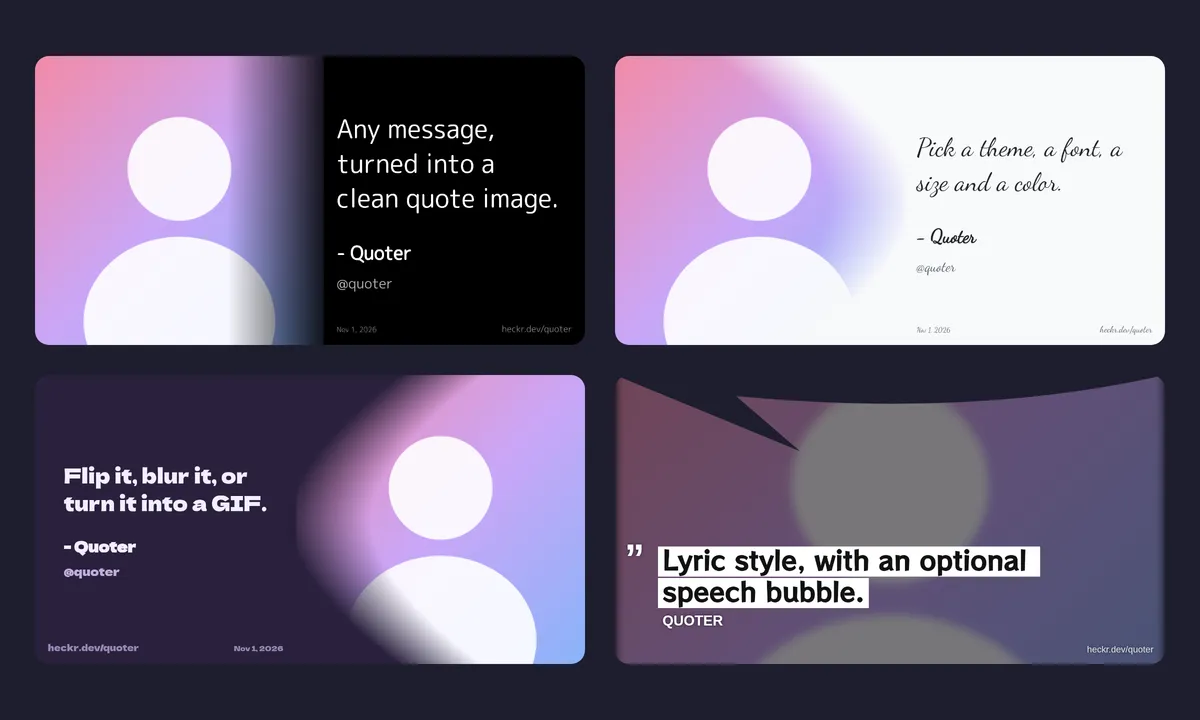 Any message,
turned into a
clean quote image.
- Quoter
@quoter
Nov 1, 2026
heckr.dev/quoter
Pick a theme, a font, a
size and a color.
- Quoter
@quoter
Nov 1, 2026
heckr.dev/quoter
Flip it, blur it, or
turn it into a GIF.
- Quoter
@quoter
heckr.dev/quoter
Nov 1, 2026
” Lyric style, with an optional
speech bubble.
QUOTER
heckr.dev/quoter